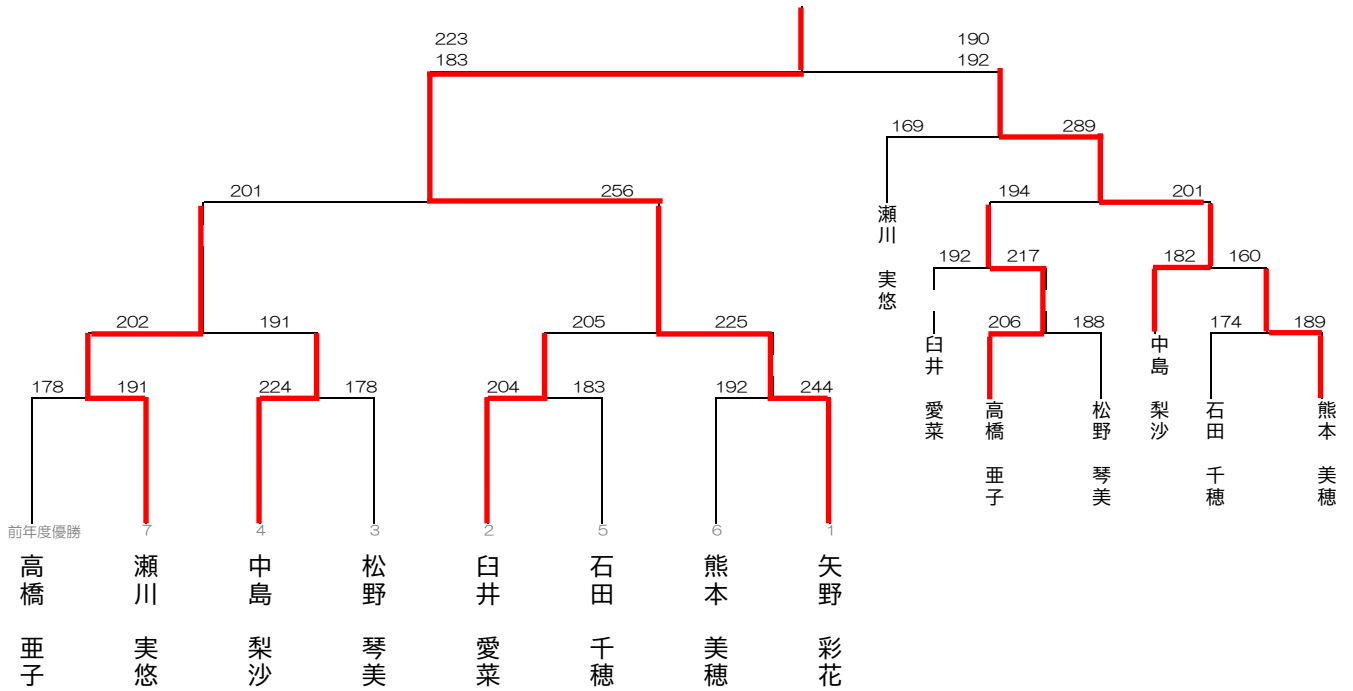 223 190
183 192
169 289
201 256 194 201
瀬川 実悠
192 217 182 160
202 191 205 225 206 188 174 189
臼井 愛菜
中島 梨沙
178 191 224 178 204 183 192 244
高橋 亜子
松野 琴美
石田 千穂
熊本 美穂
前年度優勝 7 4 3 2 5 6 1
高橋 亜子
瀬川 実悠
中島 梨沙
松野 琴美
臼井 愛菜
石田 千穂
熊本 美穂
矢野 彩花